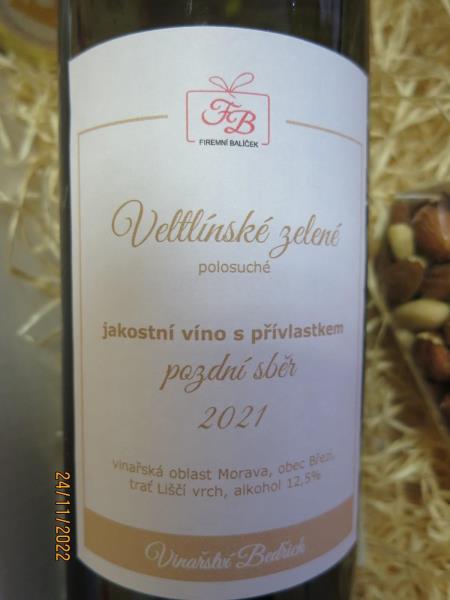 FB
FIREMNÍ BALÍČEK
Veltlínské zelené
polosuché
jakostní víno s přívlastkem
pozdní sběr
2021
vinařská oblast Morava, obec Březí,
trať Liščí vrch, alkohol 12,5%
Vinařství Bedřich
24/11/2022